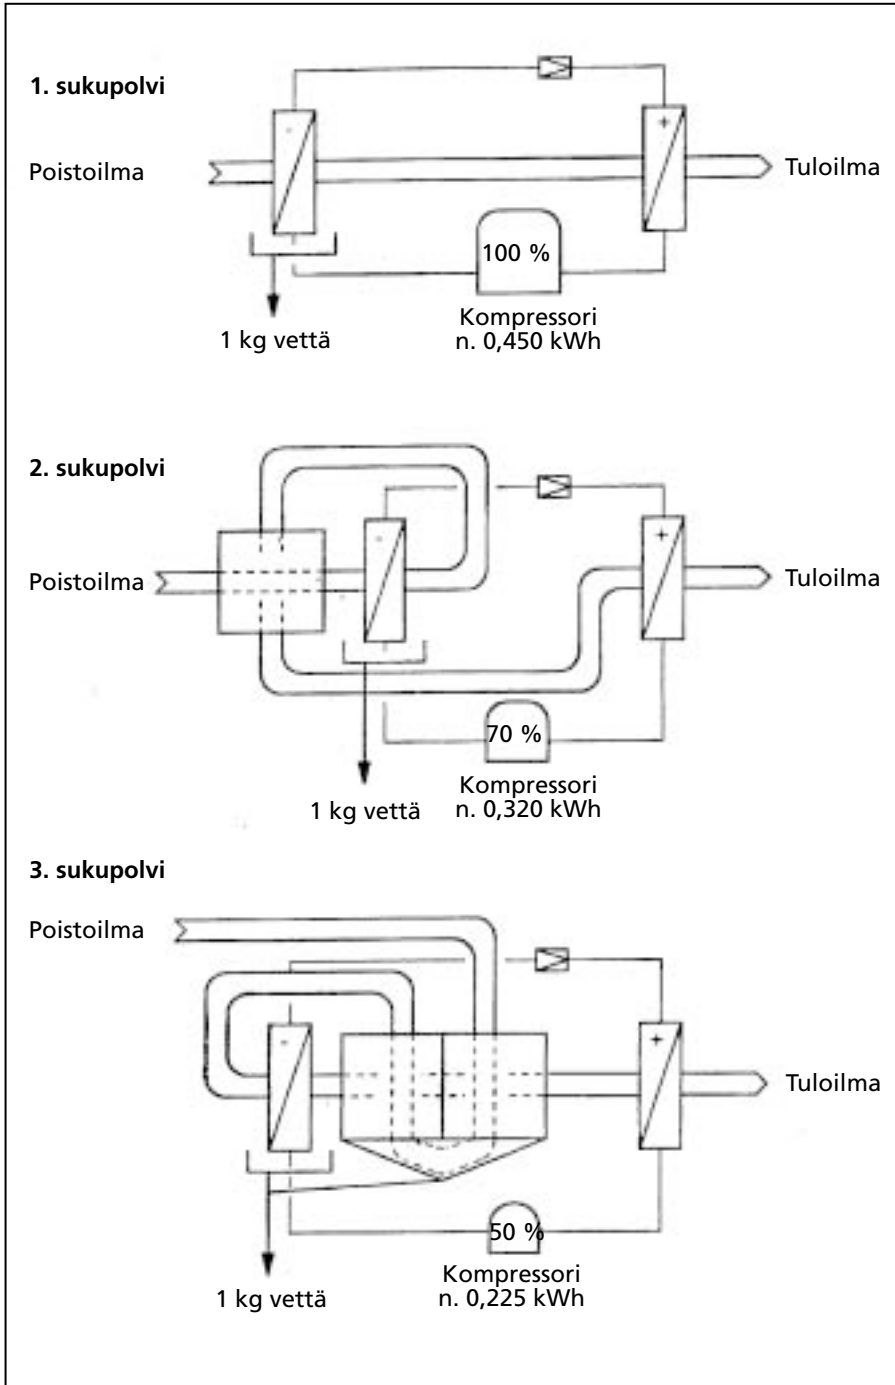 1. sukupolvi
-
+
Poistoilma
Tuloilma
100 %
Kompressori
n. 0,450 kWh
1 kg vettä
2. sukupolvi
-
+
Poistoilma
Tuloilma
70 %
Kompressori
n. 0,320 kWh
1 kg vettä
3. sukupolvi
Poistoilma
-
+
Tuloilma
50 %
Kompressori
n. 0,225 kWh
1 kg vettä